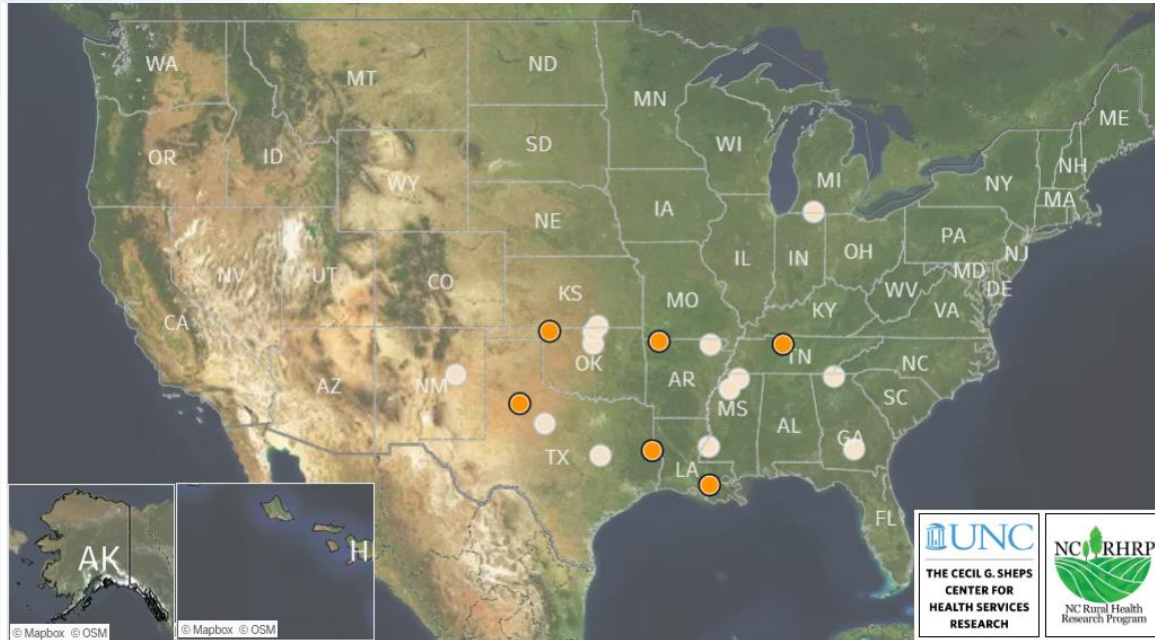 WA
MT
ND
MN
ME
OR
ID
SD
WI
NH
WY
MI
NY
MA
NE
IA
PA
NJ
NV
UT
CO
IL
IN
OH
MD
DE
WV
VA
KS
MO
KY
CA
AZ
NM
OK
AR
TN
NC
SC
MS
AL
GA
TX
LA
FL
AK
H
© Mapbox © OSM
© Mapbox © OSM
UNC
THE CECIL G. SHEPS
CENTER FOR
HEALTH SERVICES
RESEARCH
NC RHRP
NC Rural Health
Research Program